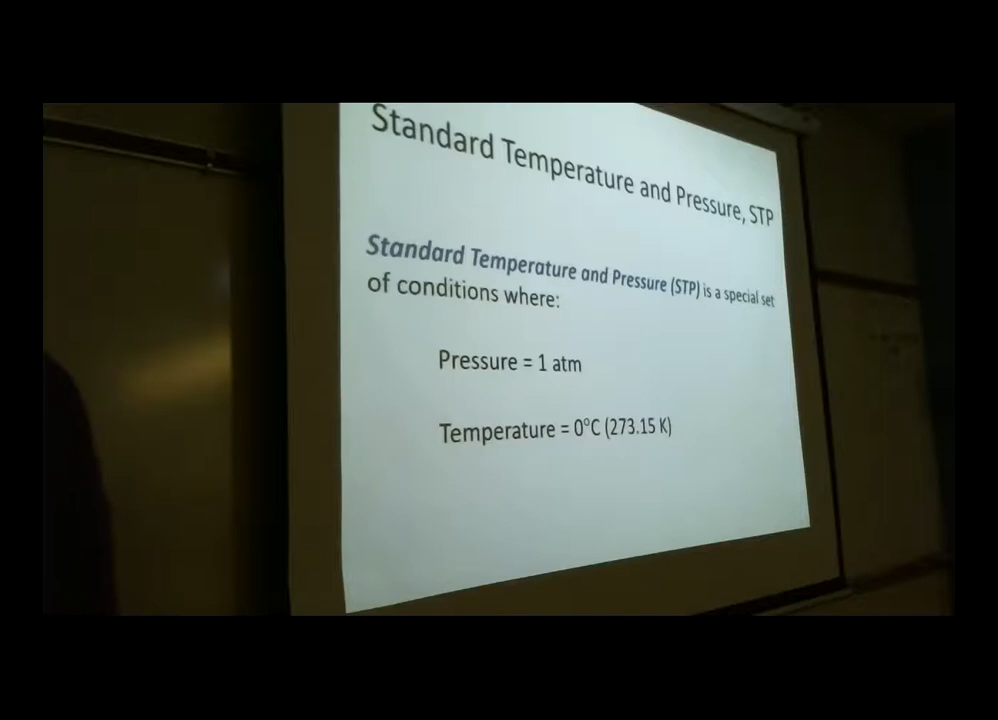 Standard Temperature and Pressure, STP
Standard Temperature and Pressure (STP) is a special set
of conditions where:
Pressure = 1 atm
Temperature = 0°C (273.15 K)